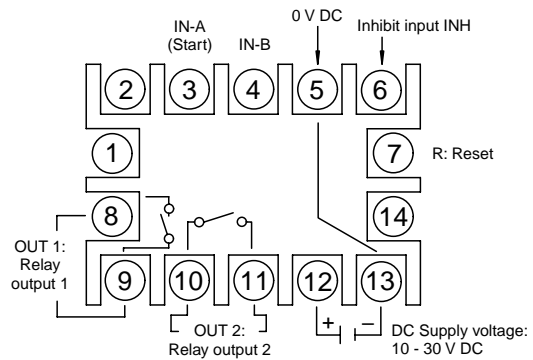 IN-A
(Start)
IN-B
0 V DC
Inhibit input INH
2
3
4
5
6
1
7
R: Reset
8
14
OUT 1:
Relay
output 1
9
10
11
12
13
+
−
OUT 2:
Relay output 2
DC Supply voltage:
10 - 30 V DC